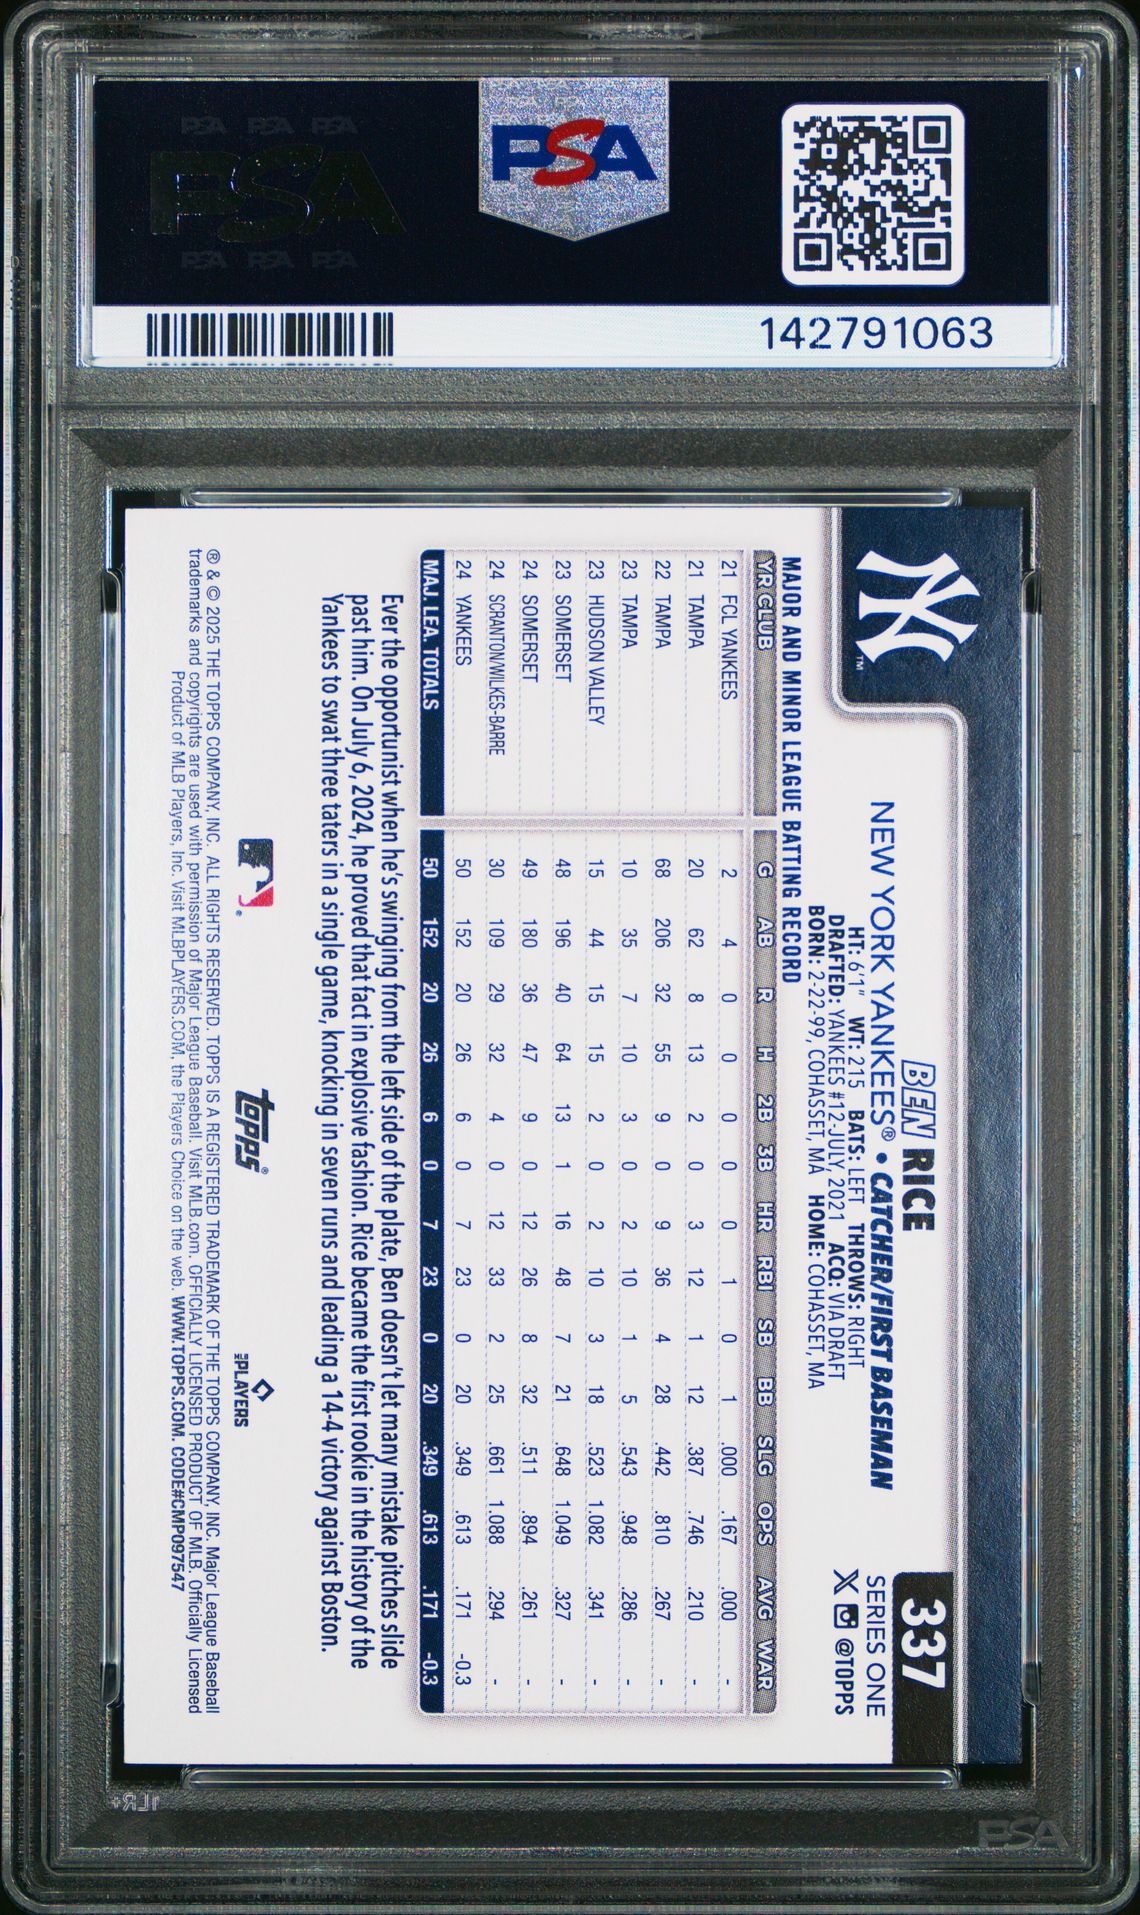 PSA PSA PSA
PSA
PSA PSA PSA
PSA
142791063
BEN RICE
NEW YORK YANKEES® • CATCHER/FIRST BASEMAN
HT: 6'1" WT: 215 BATS: LEFT THROWS: RIGHT
DRAFTED: YANKEES #12-JULY, 2021 ACQ: VIA DRAFT
BORN: 2-22-99, COHASSET, MA HOME: COHASSET, MA
337
SERIES ONE
@TOPPS
NY ™
MAJOR AND MINOR LEAGUE BATTING RECORD
YR CLUB G AB R H 2B 3B HR RBI SB BB SLG OPS AVG WAR
21 FCL YANKEES 2 4 0 0 0 0 0 1 0 1 .000 .167 .000 -
21 TAMPA 20 62 8 13 2 0 3 12 1 12 .387 .746 .210 -
22 TAMPA 68 206 32 55 9 0 9 36 4 28 .442 .810 .267 -
23 TAMPA 10 35 7 10 3 0 2 10 1 5 .543 .948 .286 -
23 HUDSON VALLEY 15 44 15 15 2 0 2 10 3 18 .523 1.082 .341 -
23 SOMERSET 48 196 40 64 13 1 16 48 7 21 .648 1.049 .327 -
24 SOMERSET 49 180 36 47 9 0 12 26 8 32 .511 .894 .261 -
24 SCRANTON/WILKES-BARRE 30 109 29 32 4 0 12 33 2 25 .661 1.088 .294 -
24 YANKEES 50 152 20 26 6 0 7 23 0 20 .349 .613 .171 -0.3
MAJ. LEA. TOTALS 50 152 20 26 6 0 7 23 0 20 .349 .613 .171 -0.3
Ever the opportunist when he's swinging from the left side of the plate, Ben doesn't let many mistake pitches slide
past him. On July 6, 2024, he proved that fact in explosive fashion. Rice became the first rookie in the history of the
Yankees to swat three taters in a single game, knocking in seven runs and leading a 14-4 victory against Boston.
topps®
PLAYERS
® & © 2025 THE TOPPS COMPANY, INC. ALL RIGHTS RESERVED. TOPPS IS A REGISTERED TRADEMARK OF THE TOPPS COMPANY, INC. Major League Baseball
trademarks and copyrights are used with permission of Major League Baseball. Visit MLB.com. OFFICIALLY LICENSED PRODUCT OF MLB. Officially Licensed
Product of MLB Players, Inc. Visit MLBPLAYERS.COM, the Players Choice on the web. WWW.TOPPS.COM. CODE#CMP097547
PSA